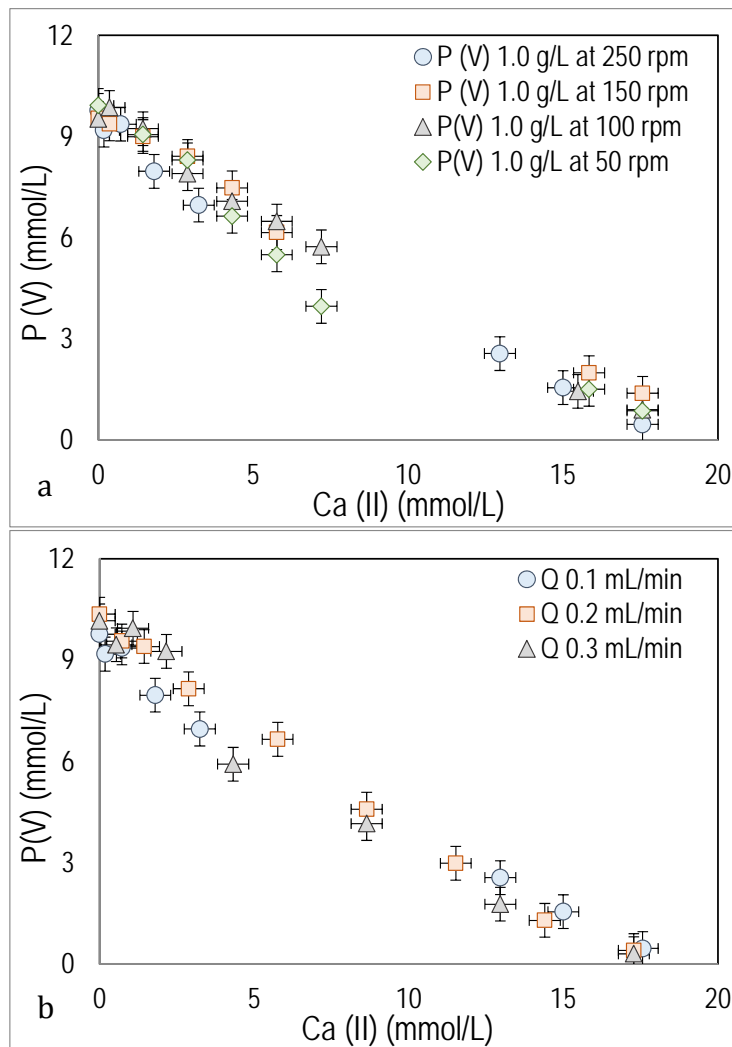 12
9
6
3
0
P (V) (mmol/L)
P (V) 1.0 g/L at 250 rpm
P (V) 1.0 g/L at 150 rpm
P(V) 1.0 g/L at 100 rpm
P(V) 1.0 g/L at 50 rpm
0
5
10
15
20
a
Ca (II) (mmol/L)
12
9
6
3
0
P(V) (mmol/L)
Q 0.1 mL/min
Q 0.2 mL/min
Q 0.3 mL/min
0
5
10
15
20
b
Ca (II) (mmol/L)